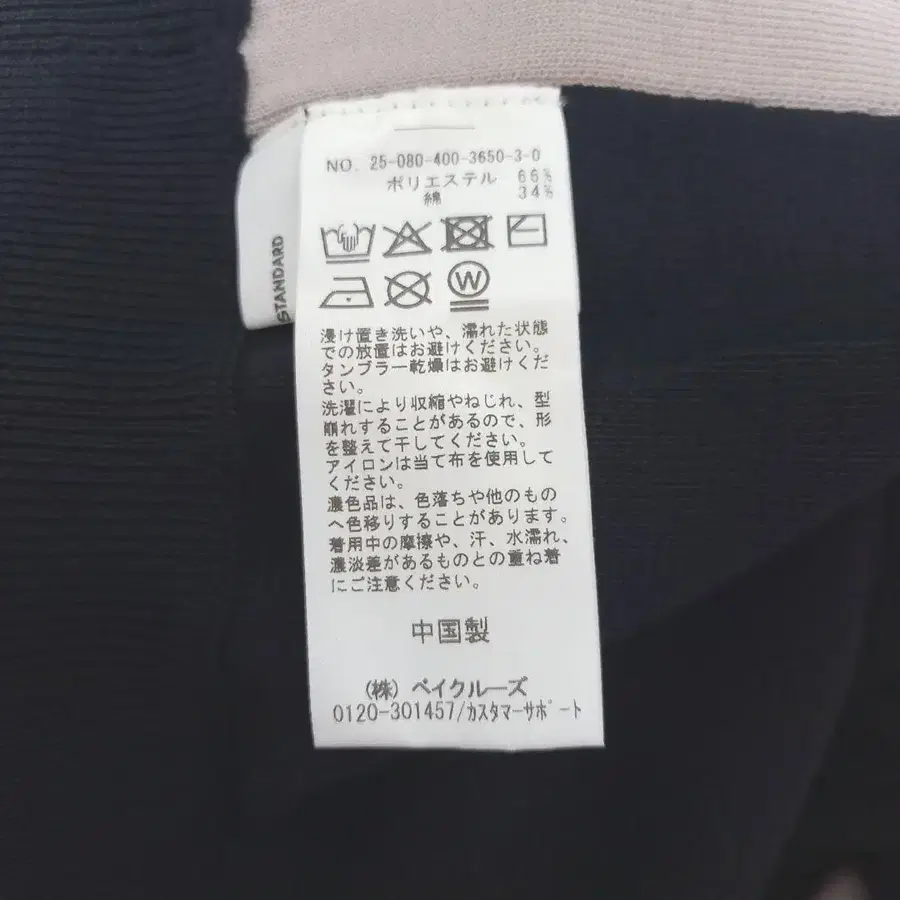 NO. 25-080-400-3650-3-0
ポリエステル 66%
綿 34%
STANDARD
W
浸け置き洗いや、濡れた状態
での放置はお避けください。
タンブラー乾燥はお避けくだ
さい。
洗濯により収縮やねじれ、型
崩れすることがあるので、形
を整えて干してください。
アイロンは当て布を使用して
ください。
濃色品は、色落ちや他のもの
へ色移りすることがあります。
着用中の摩擦や、汗、水濡れ、
濃淡差があるものとの重ね着
にご注意ください。
中国製
(株) ベイクルーズ
0120-301457/カスタマーサポート